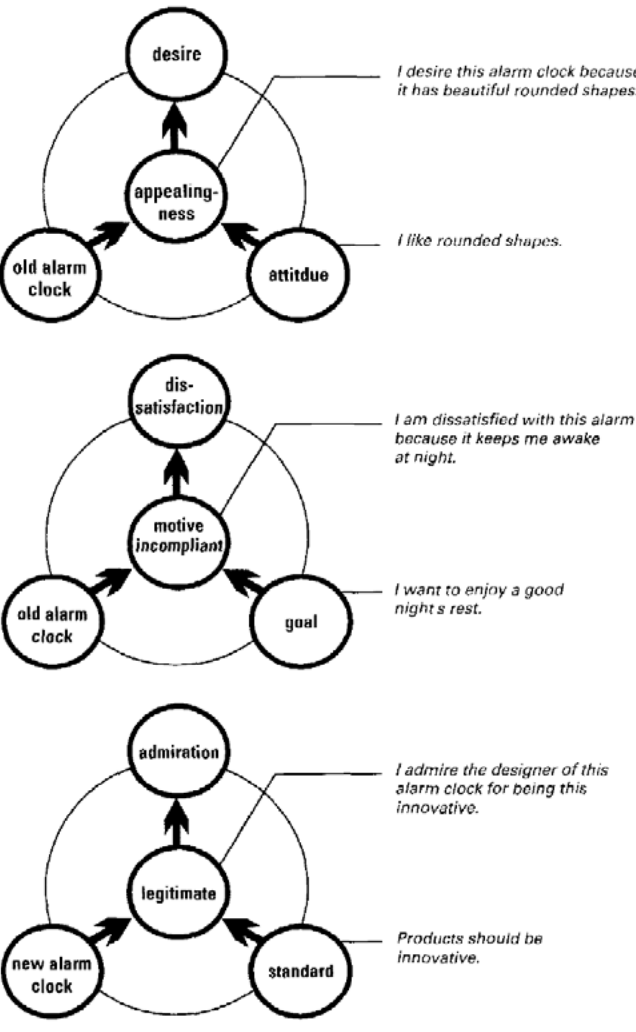 desire
I desire this alarm clock because
it has beautiful rounded shapes
appealing-
ness
I like rounded shapes.
old alarm
clock
attitdue
dis-
satisfaction
I am dissatisfied with this alarm
because it keeps me awake
at night.
motive
incompliant
I want to enjoy a good
night s rest.
old alarm
clock
goal
admiration
I admire the designer of this
alarm clock for being this
innovative.
legitimate
Products should be
innovative.
new alarm
clock
standard